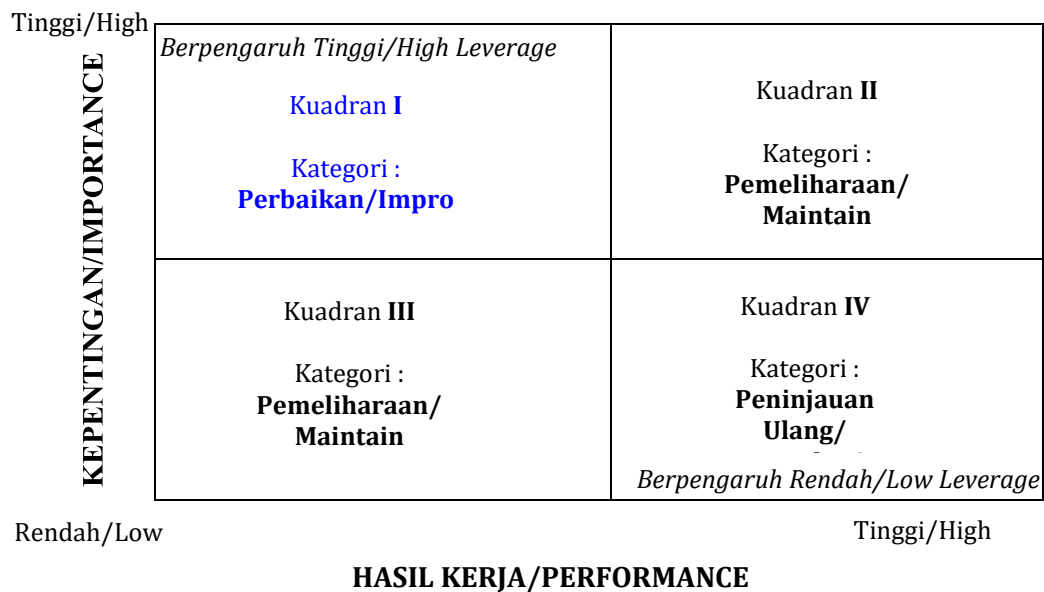 Tinggi/High
KEPENTINGAN/IMPORTANCE
Berpengaruh Tinggi/High Leverage
Kuadran I
Kategori :
Perbaikan/Impro
Kuadran II
Kategori :
Pemeliharaan/
Maintain
Kuadran III
Kategori :
Pemeliharaan/
Maintain
Kuadran IV
Kategori :
Peninjauan
Ulang/
Berpengaruh Rendah/Low Leverage
Rendah/Low
Tinggi/High
HASIL KERJA/PERFORMANCE